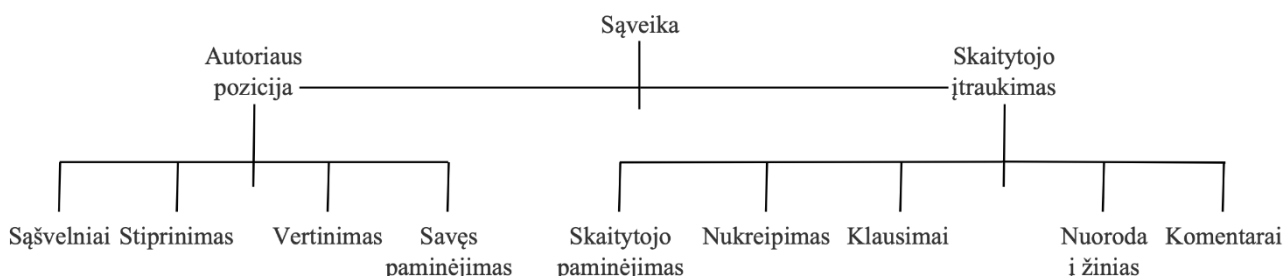 Sąveika
Autoriaus
pozicija
Skaitytojo
įtraukimas
Sąšvelniai
Stiprinimas
Vertinimas
Savęs
paminėjimas
Skaitytojo
paminėjimas
Nukreipimas
Klausimai
Nuoroda
į žinias
Komentarai